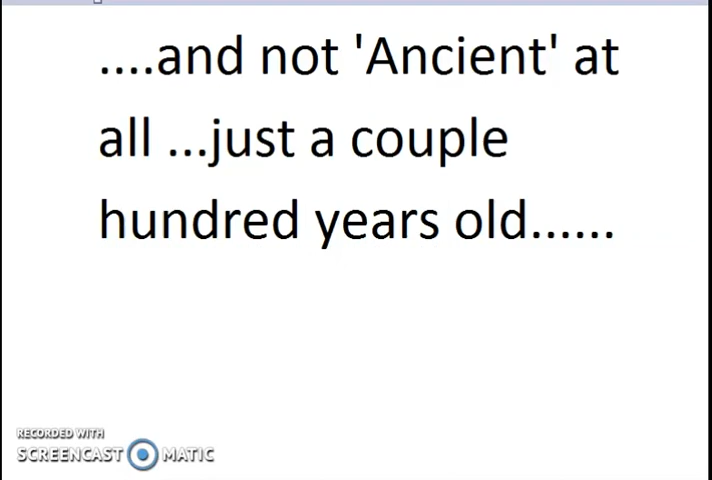 ....and not 'Ancient' at
all ...just a couple
hundred years old......
RECORDED WITH
SCREENCAST MATIC